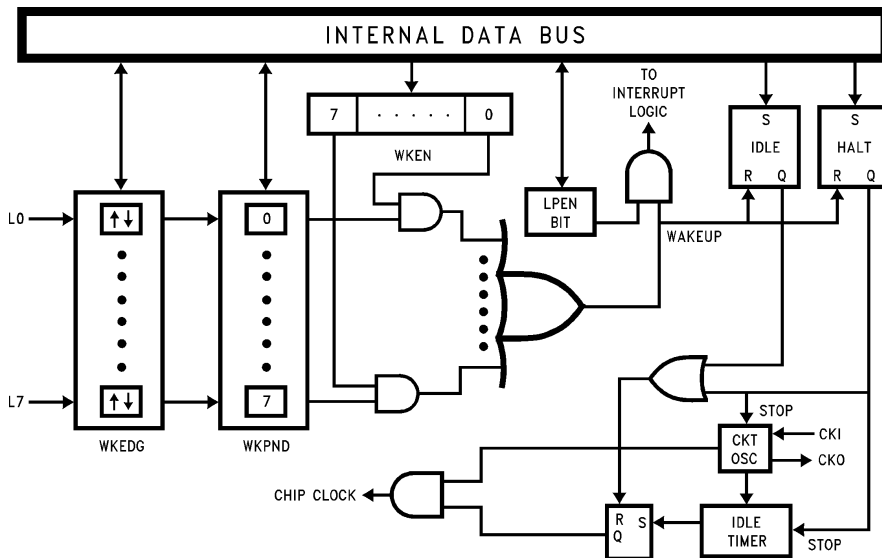 INTERNAL DATA BUS
TO
INTERRUPT
LOGIC
7 · · · · · 0
WKEN
S
IDLE
R Q
S
HALT
R Q
LPEN
BIT
WAKEUP
L0
↑↓
0
L7
↑↓
7
WKEDG
WKPND
STOP
CKT
OSC
CKI
CKO
CHIP CLOCK
R S
Q
IDLE
TIMER
STOP